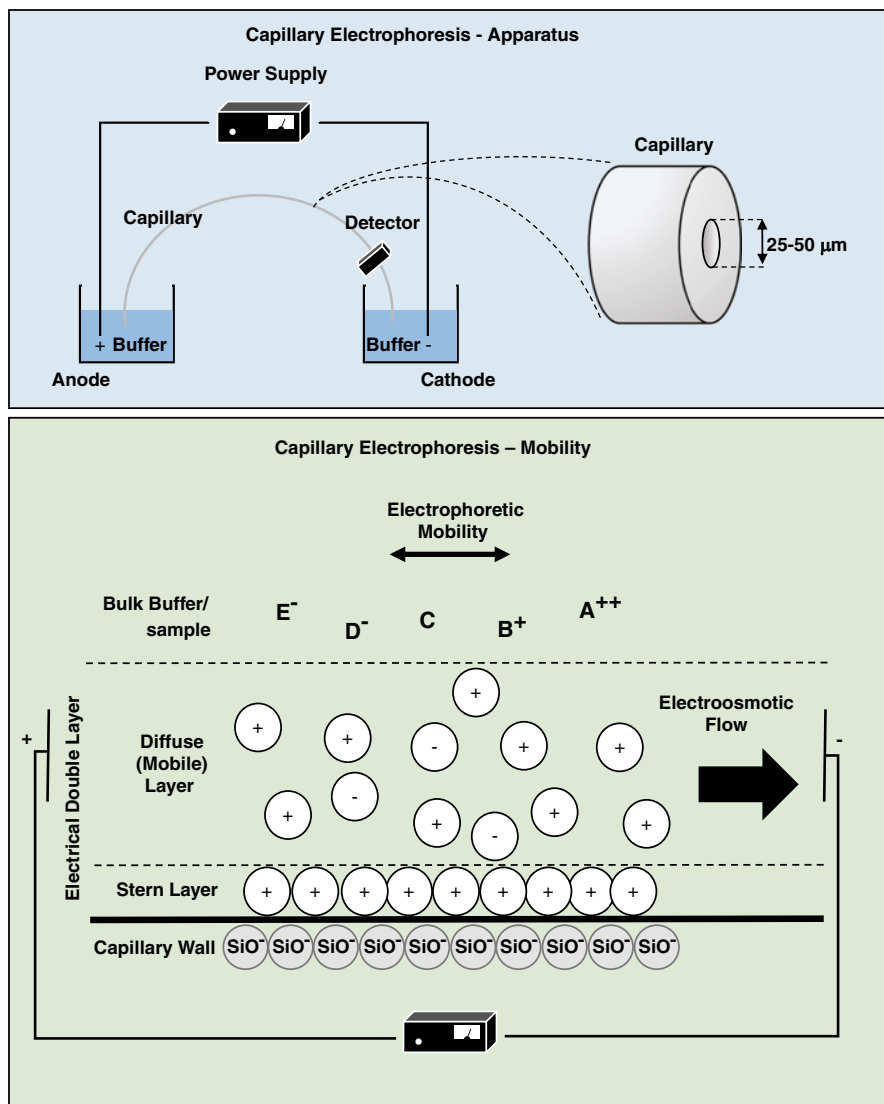 Capillary Electrophoresis - Apparatus
Power Supply
Capillary
Capillary
Detector
25-50 μm
+ Buffer
Buffer -
Anode
Cathode
Capillary Electrophoresis – Mobility
Electrophoretic
Mobility
Bulk Buffer/
sample
E⁻
D⁻
C
B⁺
A⁺⁺
+
Electrical Double Layer
Diffuse
(Mobile)
Layer
+
+
+
-
+
+
-
+
+
-
+
+
Electroosmotic
Flow
-
Stern Layer
+ + + + + + + + +
Capillary Wall
SiO⁻ SiO⁻ SiO⁻ SiO⁻ SiO⁻ SiO⁻ SiO⁻ SiO⁻ SiO⁻ SiO⁻